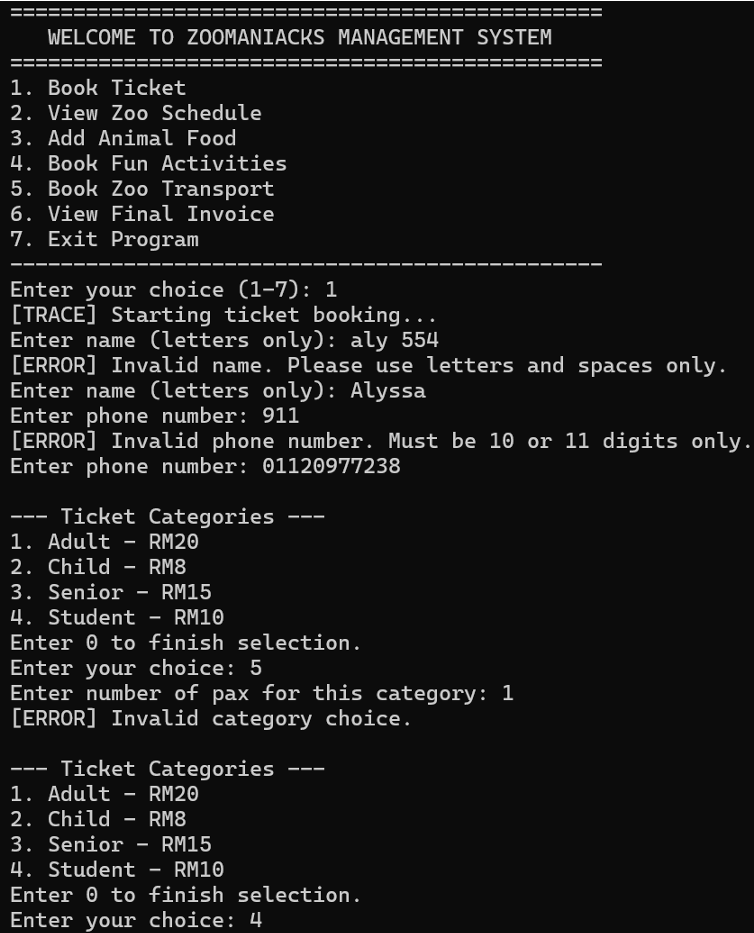 ===============================================
   WELCOME TO ZOOMANIACKS MANAGEMENT SYSTEM
===============================================
1. Book Ticket
2. View Zoo Schedule
3. Add Animal Food
4. Book Fun Activities
5. Book Zoo Transport
6. View Final Invoice
7. Exit Program
-----------------------------------------------
Enter your choice (1-7): 1
[TRACE] Starting ticket booking...
Enter name (letters only): aly 554
[ERROR] Invalid name. Please use letters and spaces only.
Enter name (letters only): Alyssa
Enter phone number: 911
[ERROR] Invalid phone number. Must be 10 or 11 digits only.
Enter phone number: 01120977238

--- Ticket Categories ---
1. Adult - RM20
2. Child - RM8
3. Senior - RM15
4. Student - RM10
Enter 0 to finish selection.
Enter your choice: 5
Enter number of pax for this category: 1
[ERROR] Invalid category choice.

--- Ticket Categories ---
1. Adult - RM20
2. Child - RM8
3. Senior - RM15
4. Student - RM10
Enter 0 to finish selection.
Enter your choice: 4